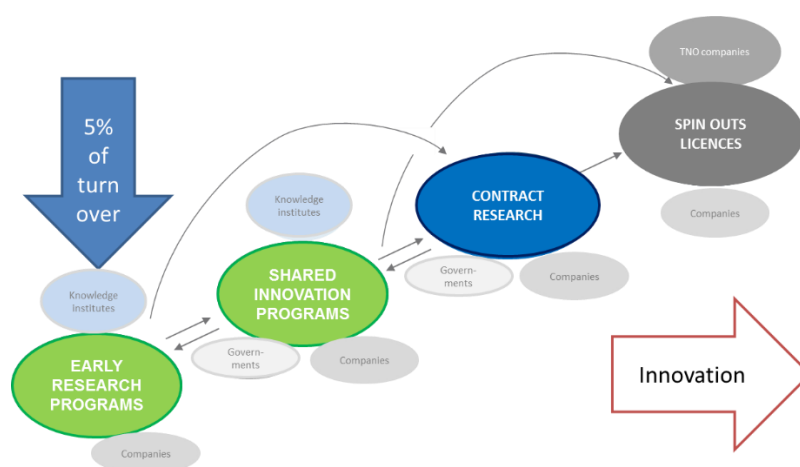 TNO companies
SPIN OUTS
LICENCES
Companies
5%
of
turn
over
CONTRACT
RESEARCH
Govern-
ments
Companies
Knowledge
institutes
SHARED
INNOVATION
PROGRAMS
Govern-
ments
Companies
Knowledge
institutes
EARLY
RESEARCH
PROGRAMS
Companies
Innovation